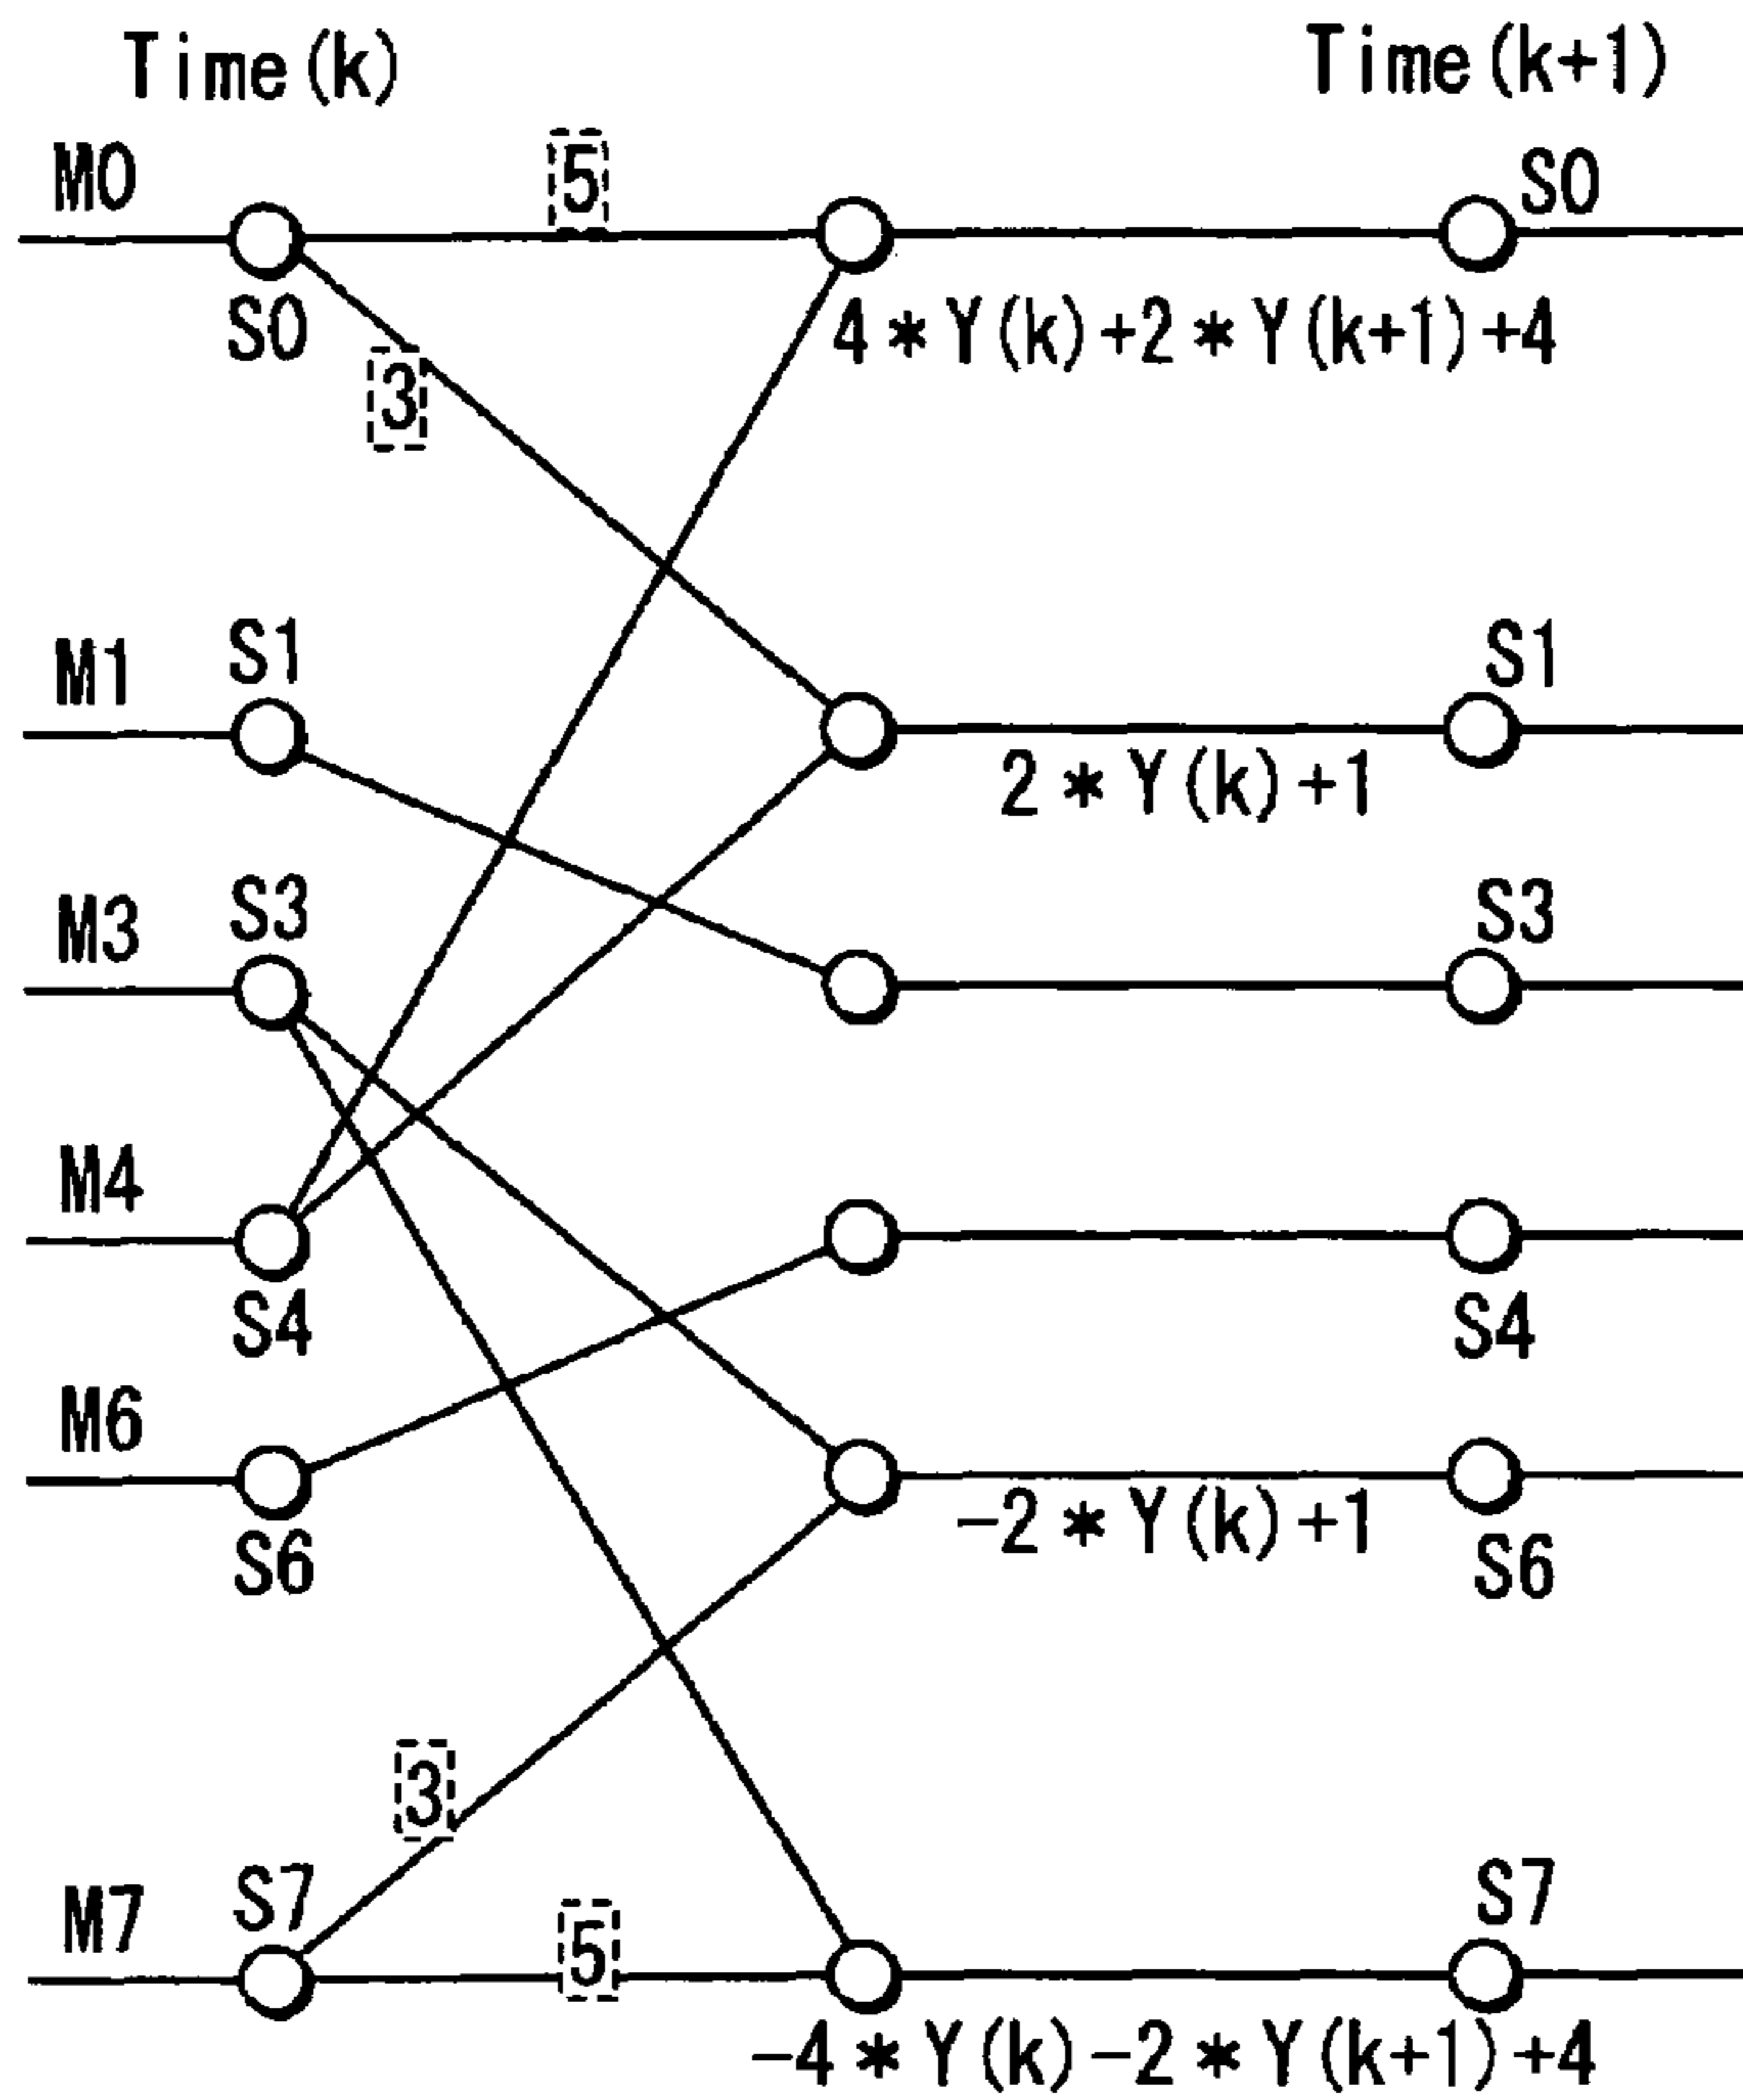 Time(k) Time(k+1)
M0 5 S0
S0 4*Y(k)+2*Y(k+1)+4
3
M1 S1 S1
2*Y(k)+1
M3 S3 S3
M4
S4 S4
M6
-2*Y(k)+1
S6 S6
3
M7 S7 5 S7
-4*Y(k)-2*Y(k+1)+4